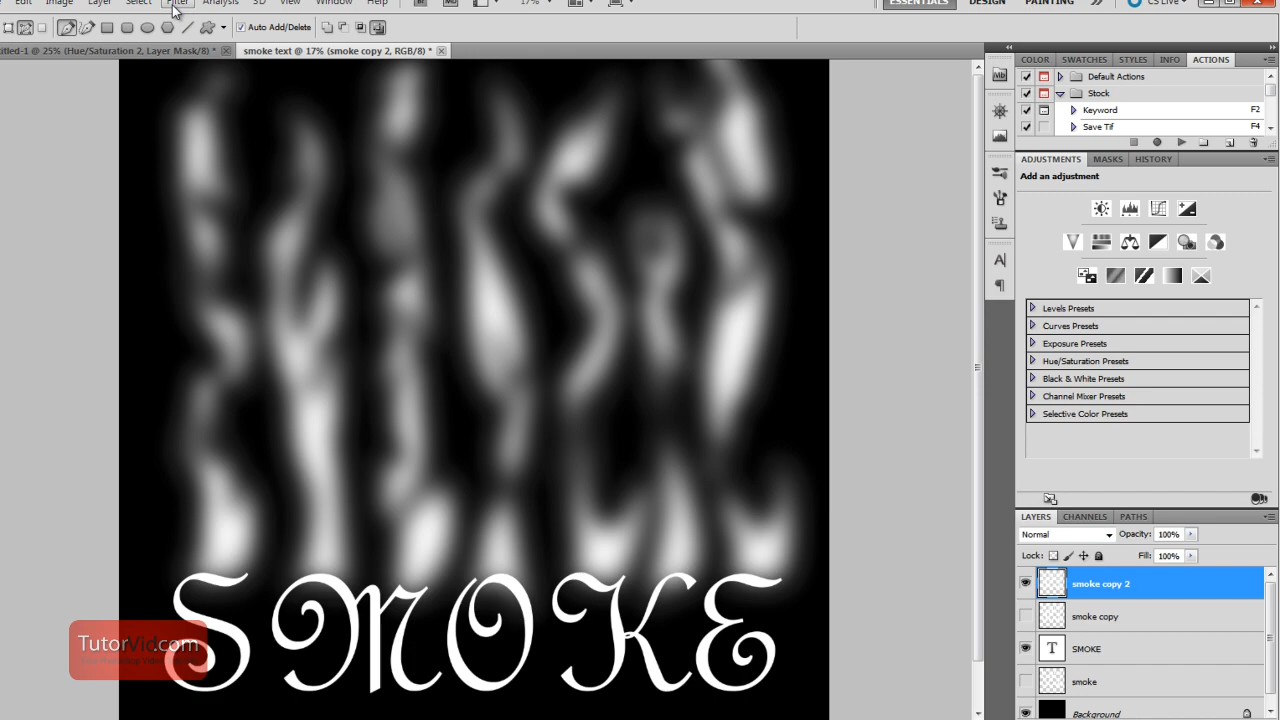 Edit Image Layer Select Filter Analysis 3D View Window Help Br Mb 17% ESSENTIALS DESIGN PAINTING CS Live
Auto Add/Delete
titled-1 @ 25% (Hue/Saturation 2, Layer Mask/8) * smoke text @ 17% (smoke copy 2, RGB/8) *
COLOR SWATCHES STYLES INFO ACTIONS
Default Actions
Stock
Keyword F2
Save Tif F4
ADJUSTMENTS MASKS HISTORY
Add an adjustment
Levels Presets
Curves Presets
Exposure Presets
Hue/Saturation Presets
Black & White Presets
Channel Mixer Presets
Selective Color Presets
LAYERS CHANNELS PATHS
Normal Opacity: 100%
Lock: Fill: 100%
smoke copy 2
smoke copy
T SMOKE
smoke
Background
SMOKE
TutorVid.com